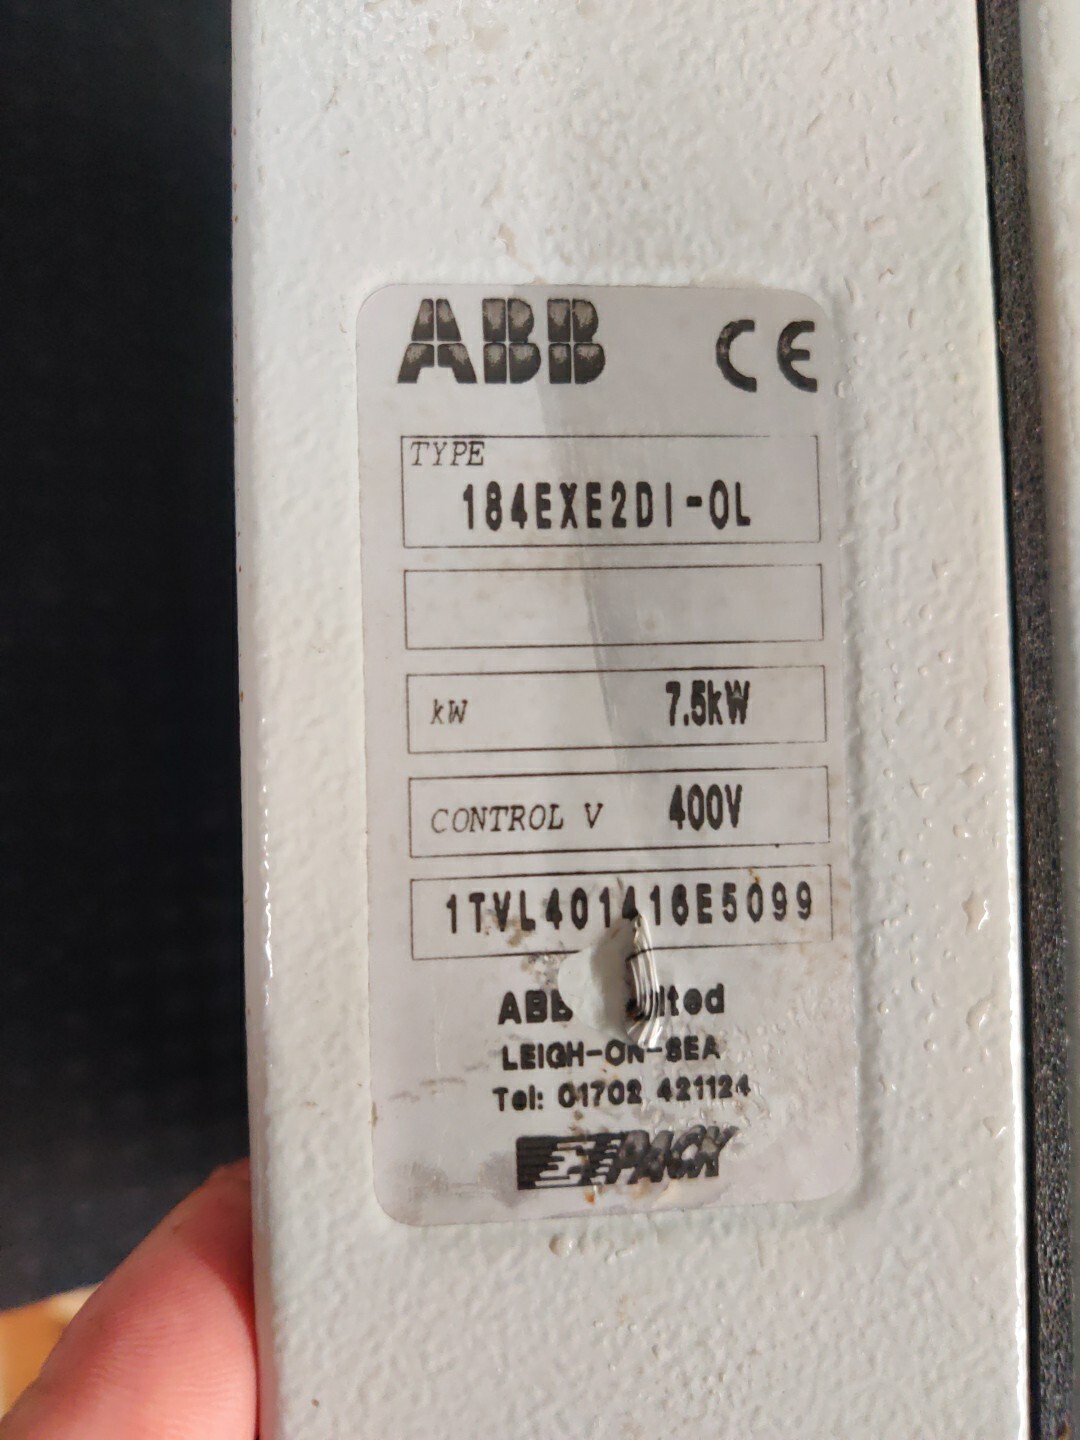 ABB CE
TYPE
184EXE2DI-OL
kW 7.5kW
CONTROL V 400V
1TVL401416E5099
ABB
LEIGH-ON-SEA
Tel: 01702 421124